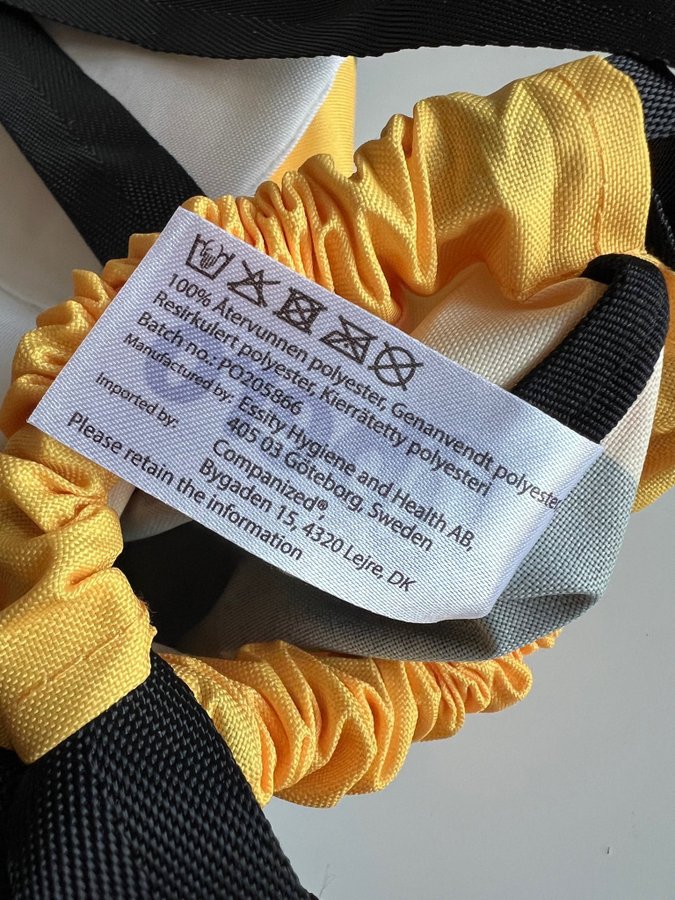 100% Återvunnen polyester, Genanvendt polyester
Resirkulert polyester, Kierrätetty polyesteri
Batch no.: PO205866
Manufactured by: Essity Hygiene and Health AB,
405 03 Göteborg, Sweden
Imported by: Companized®
Bygaden 15, 4320 Lejre, DK
Please retain the information